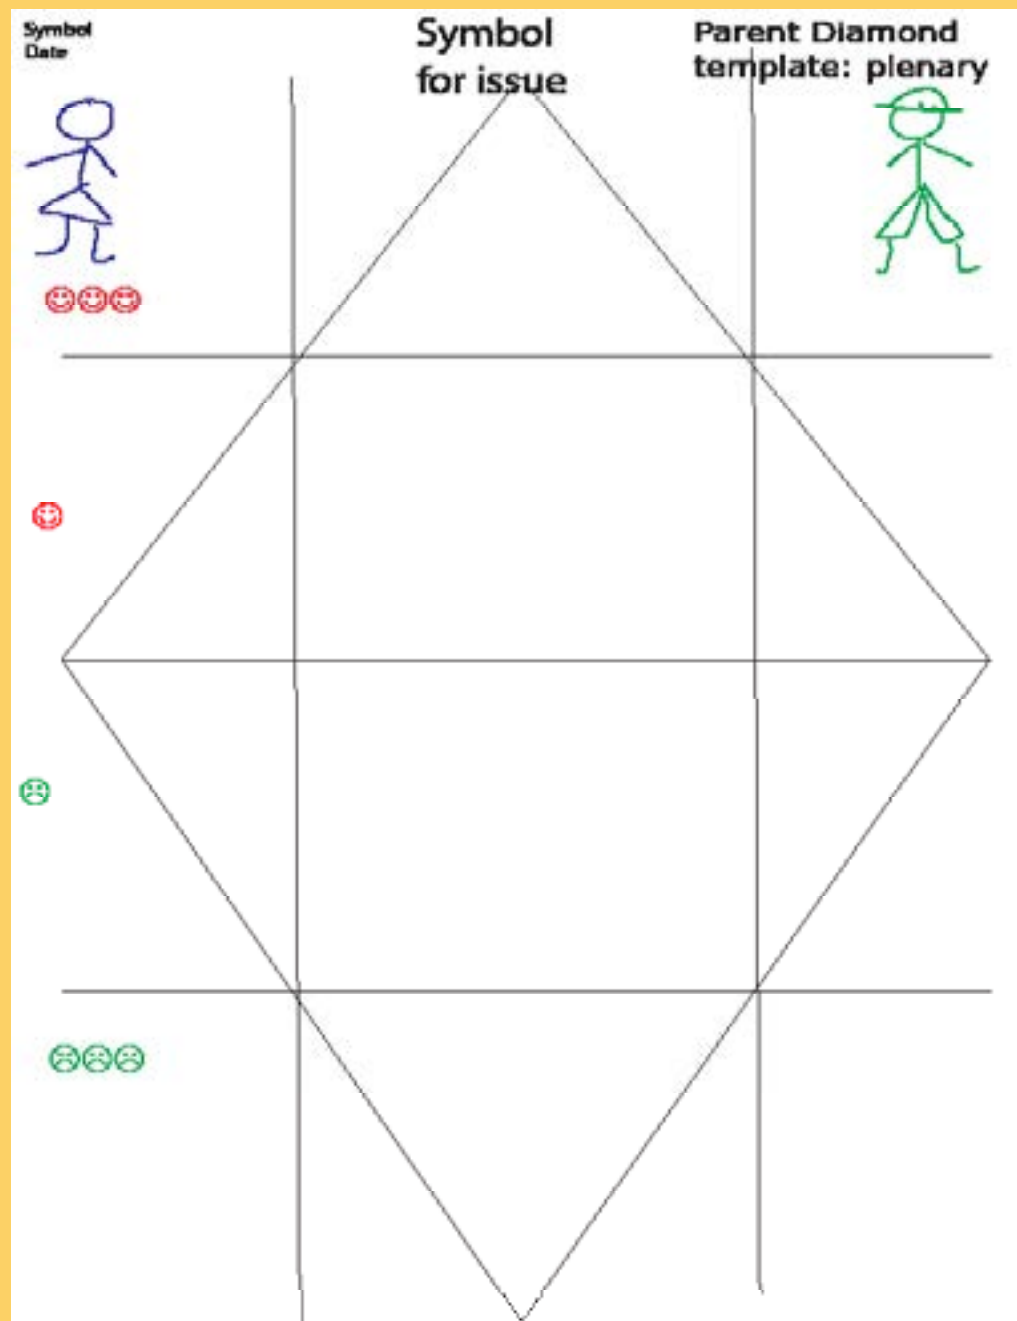 Symbol
Date
Symbol
for issue
Parent Diamond
template: plenary